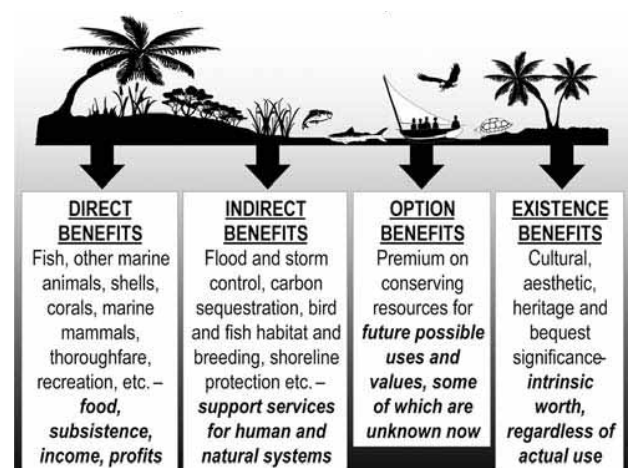 DIRECT
BENEFITS
Fish, other marine
animals, shells,
corals, marine
mammals,
thoroughfare,
recreation, etc. –
food,
subsistence,
income, profits
INDIRECT
BENEFITS
Flood and storm
control, carbon
sequestration, bird
and fish habitat and
breeding, shoreline
protection etc. –
support services
for human and
natural systems
OPTION
BENEFITS
Premium on
conserving
resources for
future possible
uses and
values, some
of which are
unknown now
EXISTENCE
BENEFITS
Cultural,
aesthetic,
heritage and
bequest
significance-
intrinsic
worth,
regardless of
actual use